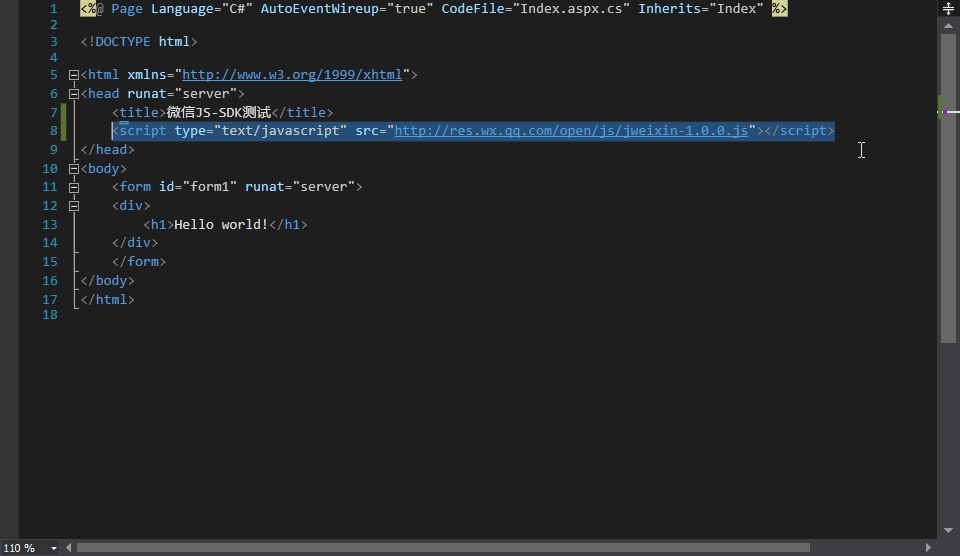 1 <%@ Page Language="C#" AutoEventWireup="true" CodeFile="Index.aspx.cs" Inherits="Index" %>
2
3 <!DOCTYPE html>
4
5 <html xmlns="http://www.w3.org/1999/xhtml">
6 <head runat="server">
7 <title>微信JS-SDK测试</title>
8 <script type="text/javascript" src="http://res.wx.qq.com/open/js/jweixin-1.0.0.js"></script>
9 </head>
10 <body>
11 <form id="form1" runat="server">
12 <div>
13 <h1>Hello world!</h1>
14 </div>
15 </form>
16 </body>
17 </html>
18
110 %